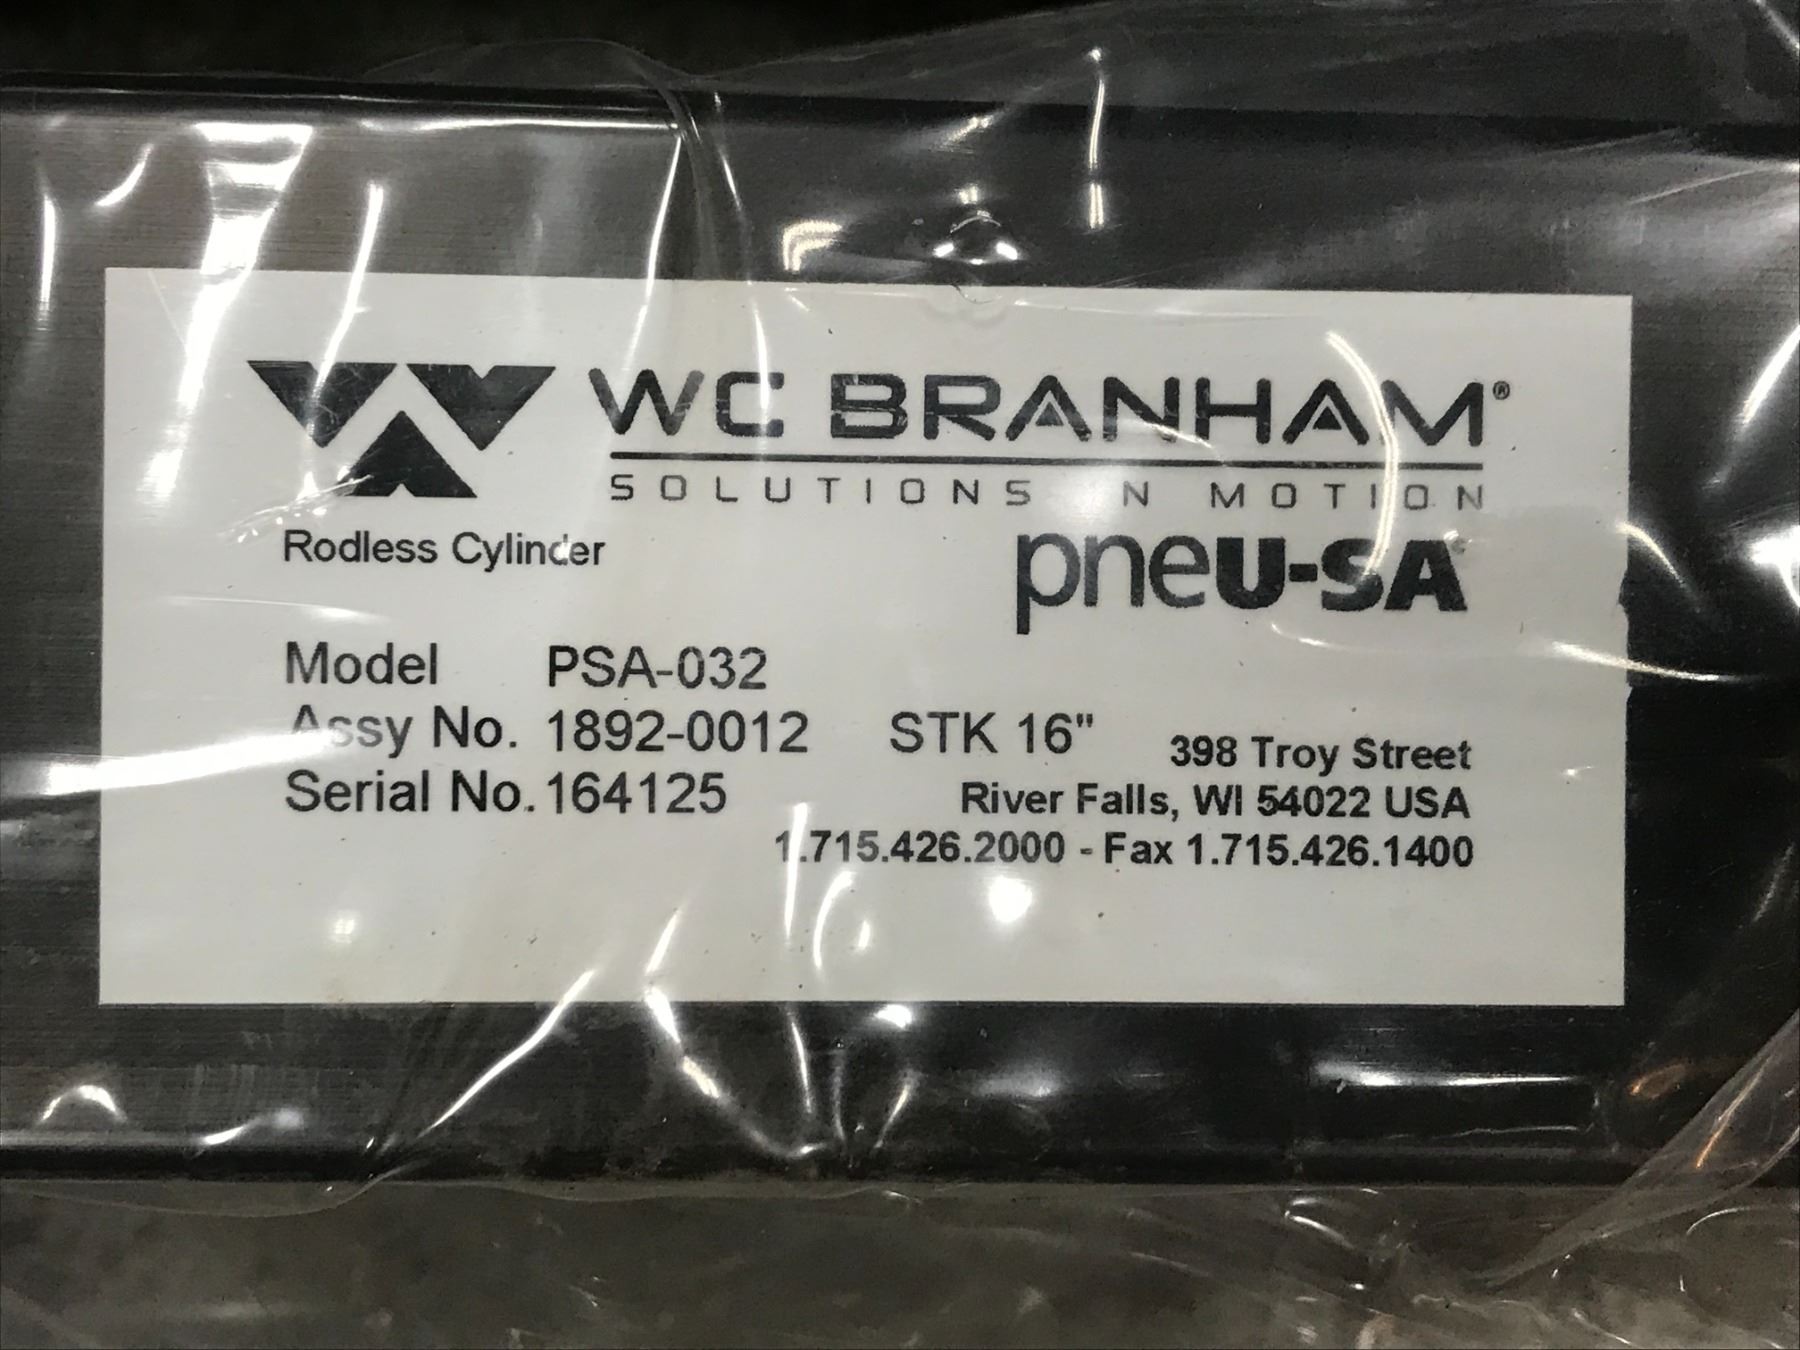 WC BRANHAM®
SOLUTIONS IN MOTION
Rodless Cylinder
pneU-SA
Model PSA-032
Assy No. 1892-0012 STK 16"
Serial No. 164125
398 Troy Street
River Falls, WI 54022 USA
1.715.426.2000 - Fax 1.715.426.1400